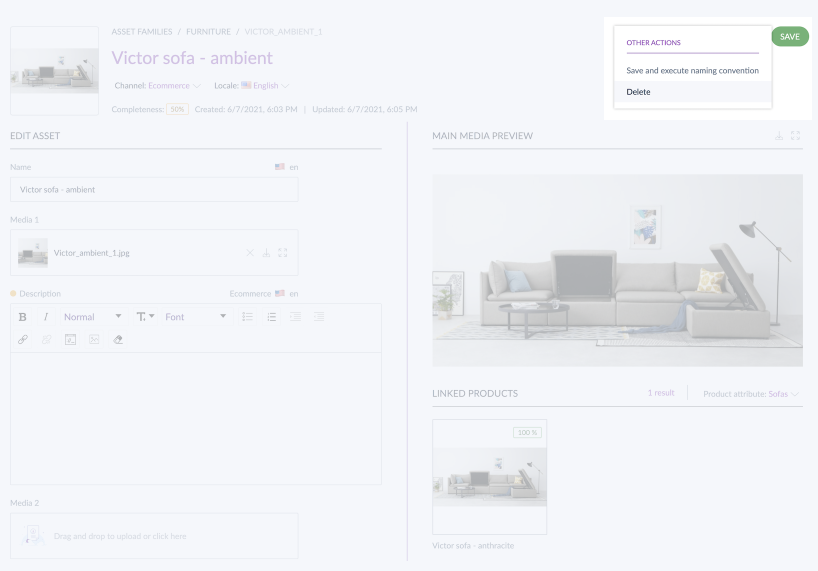 ASSET FAMILIES / FURNITURE / VICTOR_AMBIENT_1
Victor sofa - ambient
Channel: Ecommerce Locale: English
Completeness: 50% Created: 6/7/2021, 6:03 PM | Updated: 6/7/2021, 6:05 PM
OTHER ACTIONS
Save and execute naming convention
Delete
SAVE
EDIT ASSET
Name en
Victor sofa - ambient
Media 1
Victor_ambient_1.jpg
Description Ecommerce en
B I Normal T Font
Media 2
Drag and drop to upload or click here
MAIN MEDIA PREVIEW
LINKED PRODUCTS 1 result Product attribute: Sofas
100 %
Victor sofa - anthracite